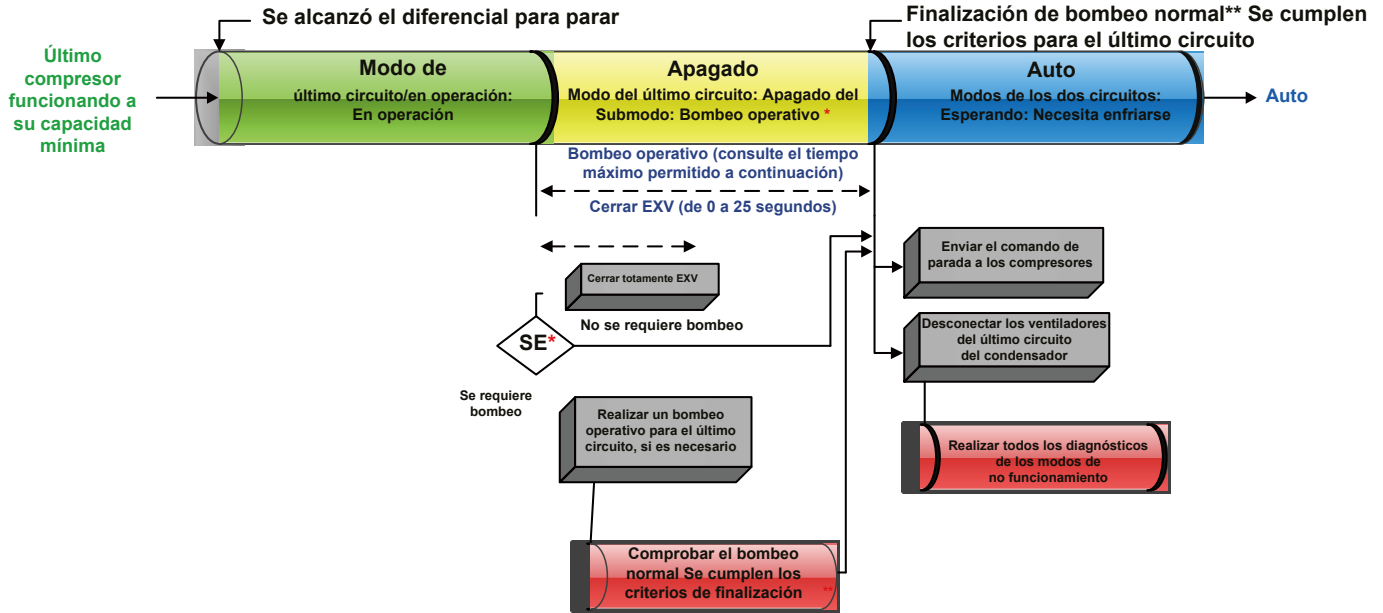 Se alcanzó el diferencial para parar
Finalización de bombeo normal** Se cumplen
los criterios para el último circuito
Último
compresor
funcionando a
su capacidad
mínima
Modo de
último circuito/en operación:
En operación
Apagado
Modo del último circuito: Apagado del
Submodo: Bombeo operativo *
Auto
Modos de los dos circuitos:
Esperando: Necesita enfriarse
Auto
Bombeo operativo (consulte el tiempo
máximo permitido a continuación)
Cerrar EXV (de 0 a 25 segundos)
Cerrar totamente EXV
No se requiere bombeo
SE*
Se requiere
bombeo
Realizar un bombeo
operativo para el último
circuito, si es necesario
Comprobar el bombeo
normal Se cumplen los
criterios de finalización **
Enviar el comando de
parada a los compresores
Desconectar los ventiladores
del último circuito
del condensador
Realizar todos los diagnósticos
de los modos de
no funcionamiento